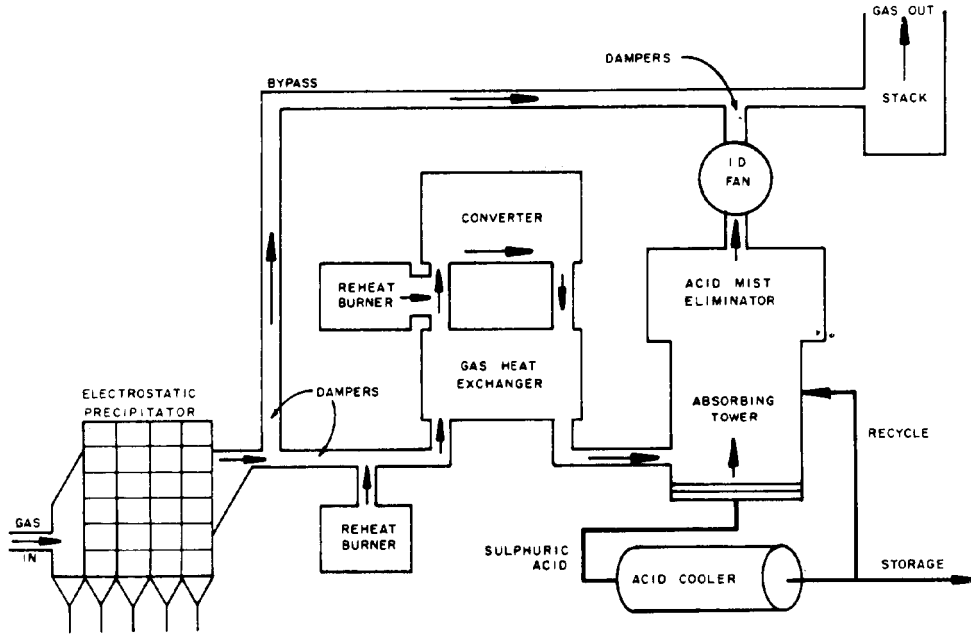 GAS OUT
DAMPERS
BYPASS
STACK
I D
FAN
CONVERTER
REHEAT
BURNER
ACID MIST
ELIMINATOR
GAS HEAT
EXCHANGER
DAMPERS
ELECTROSTATIC
PRECIPITATOR
ABSORBING
TOWER
RECYCLE
GAS
IN
REHEAT
BURNER
SULPHURIC
ACID
ACID COOLER
STORAGE